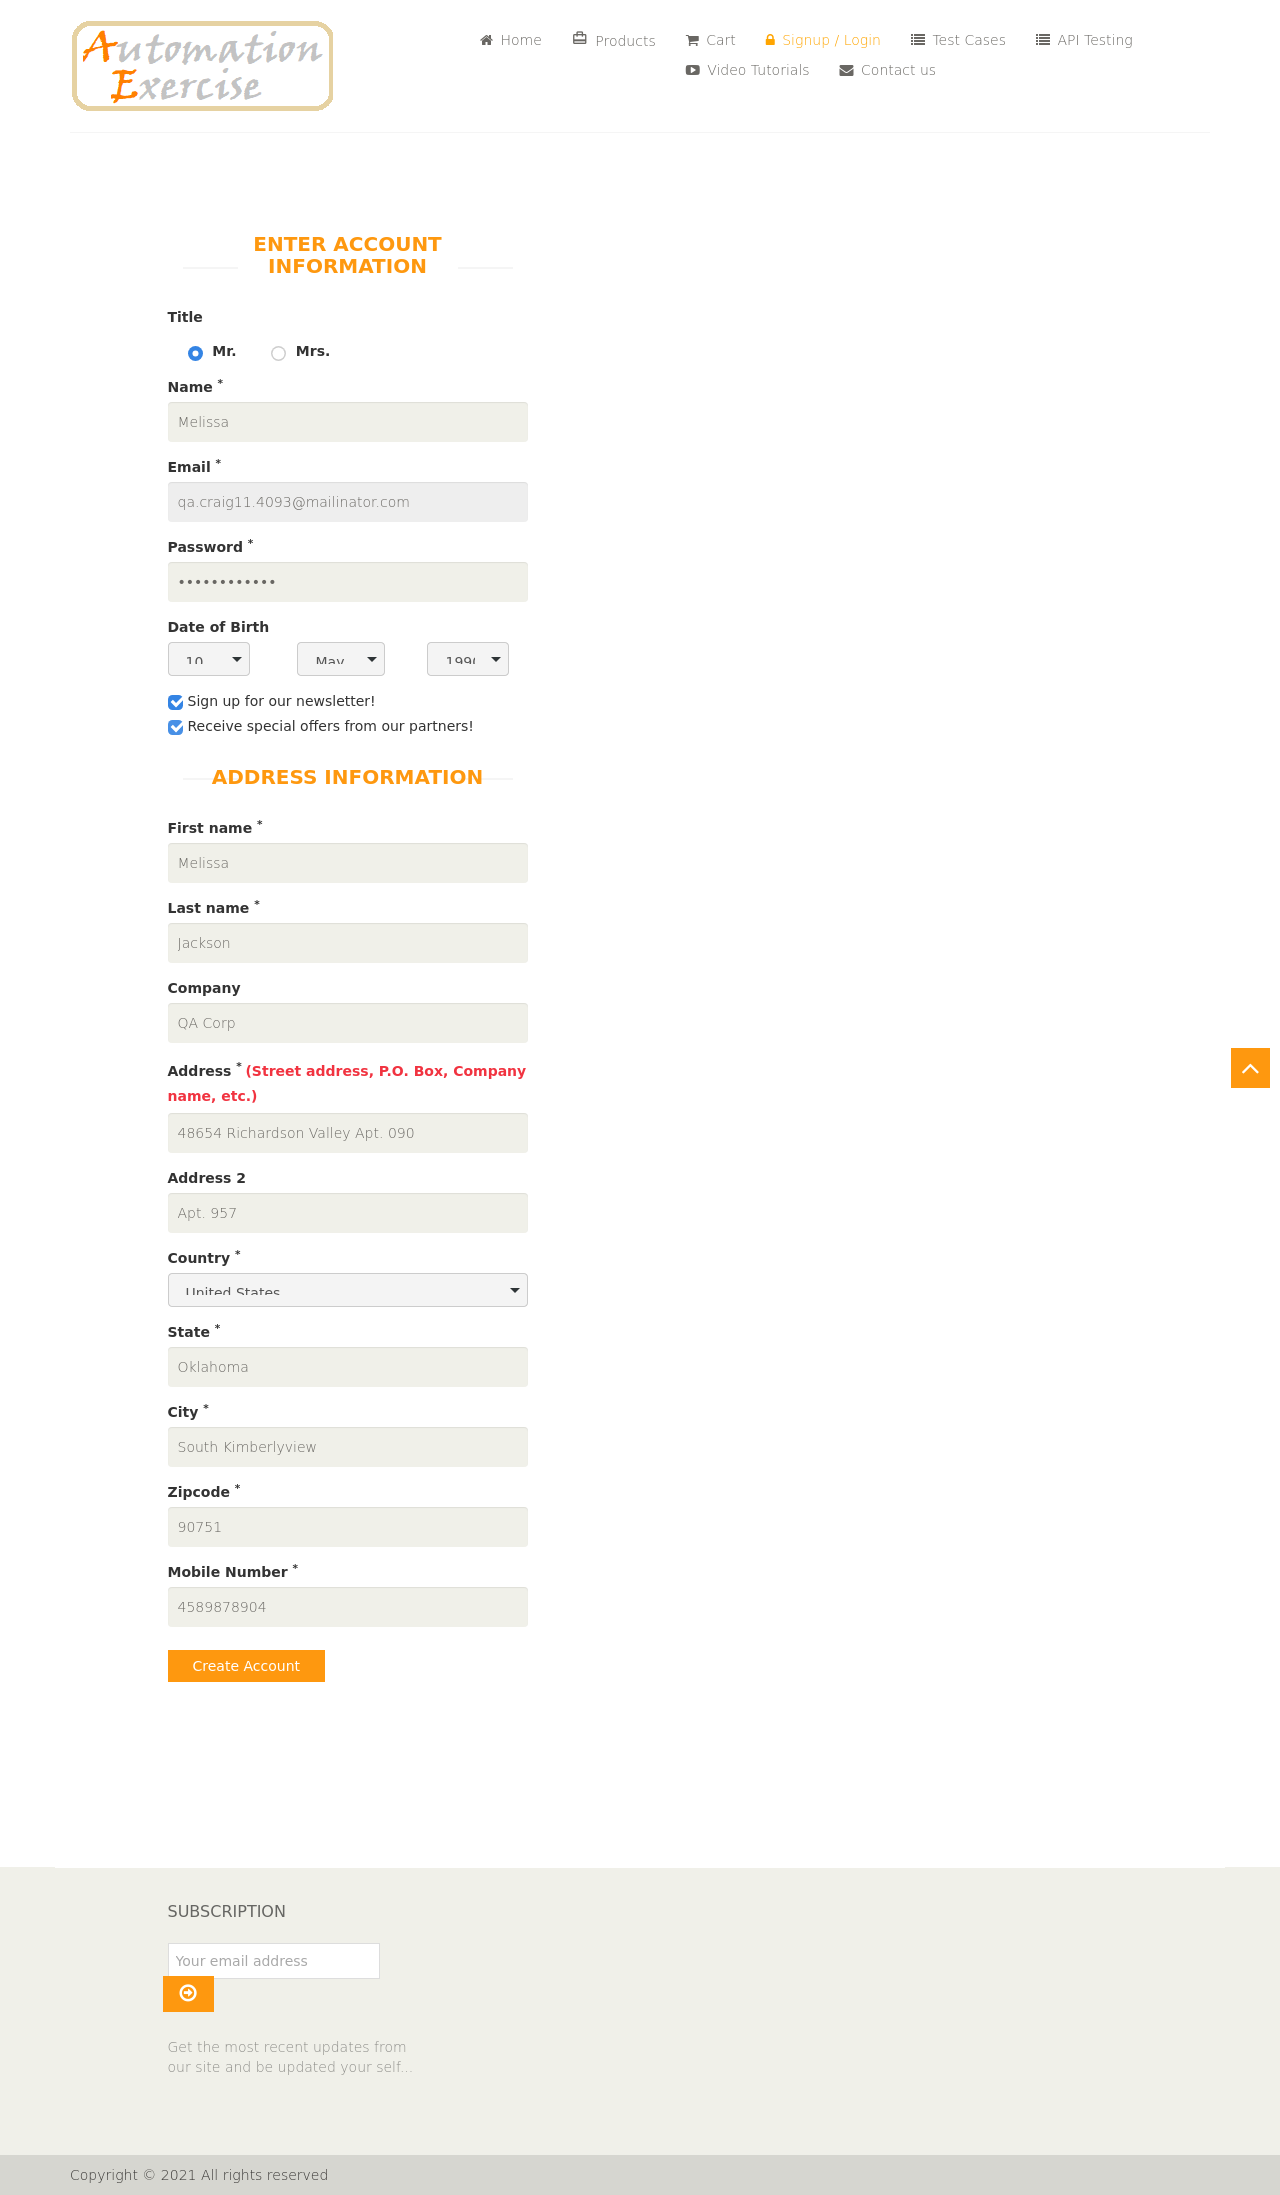 Automation
Exercise
Home
Products
Cart
Signup / Login
Test Cases
API Testing
Video Tutorials
Contact us
ENTER ACCOUNT
INFORMATION
Title
Mr.
Mrs.
Name *
Melissa
Email *
qa.craig11.4093@mailinator.com
Password *
••••••••••••
Date of Birth
10
May
1990
Sign up for our newsletter!
Receive special offers from our partners!
ADDRESS INFORMATION
First name *
Melissa
Last name *
Jackson
Company
QA Corp
Address * (Street address, P.O. Box, Company
name, etc.)
48654 Richardson Valley Apt. 090
Address 2
Apt. 957
Country *
United States
State *
Oklahoma
City *
South Kimberlyview
Zipcode *
90751
Mobile Number *
4589878904
Create Account
SUBSCRIPTION
Your email address
Get the most recent updates from
our site and be updated your self...
Copyright © 2021 All rights reserved